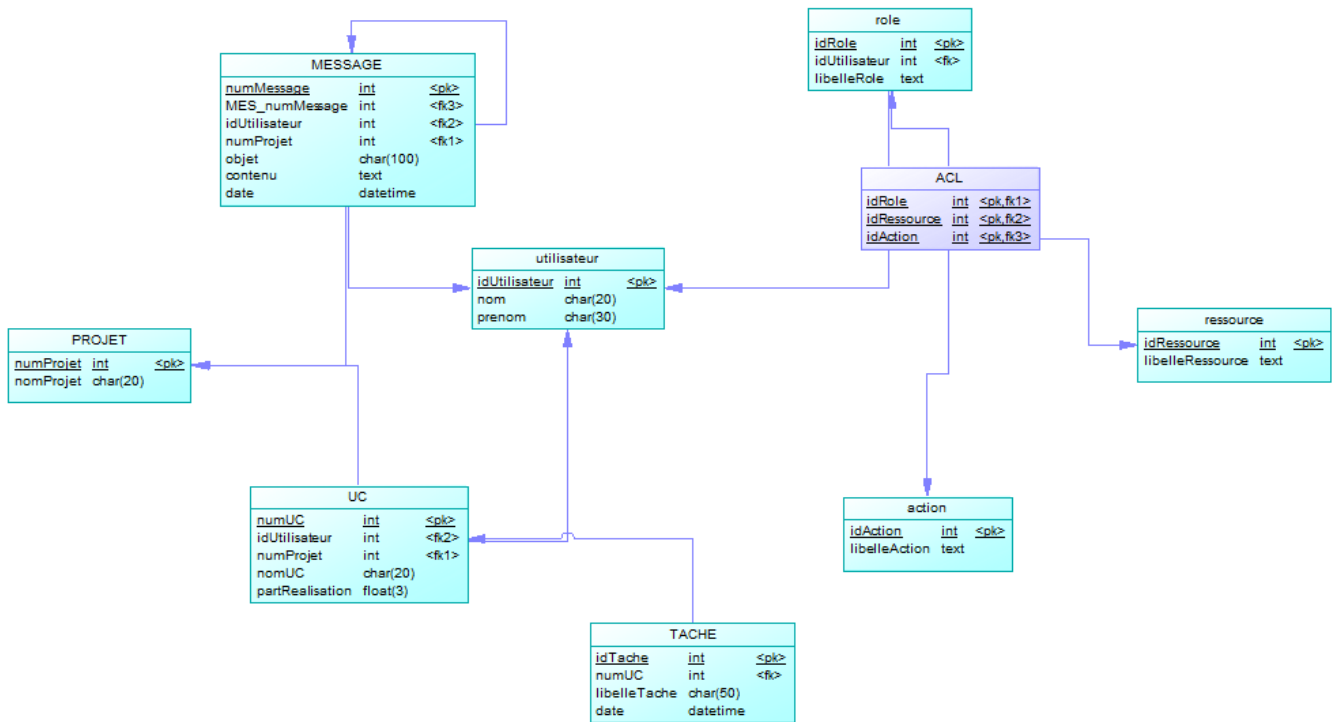 role
idRole int <pk>
idUtilisateur int <fk>
libelleRole text
MESSAGE
numMessage int <pk>
MES_numMessage int <fk3>
idUtilisateur int <fk2>
numProjet int <fk1>
objet char(100)
contenu text
date datetime
ACL
idRole int <pk,fk1>
idRessource int <pk,fk2>
idAction int <pk,fk3>
utilisateur
idUtilisateur int <pk>
nom char(20)
prenom char(30)
ressource
idRessource int <pk>
libelleRessource text
PROJET
numProjet int <pk>
nomProjet char(20)
UC
numUC int <pk>
idUtilisateur int <fk2>
numProjet int <fk1>
nomUC char(20)
partRealisation float(3)
action
idAction int <pk>
libelleAction text
TACHE
idTache int <pk>
numUC int <fk>
libelleTache char(50)
date datetime